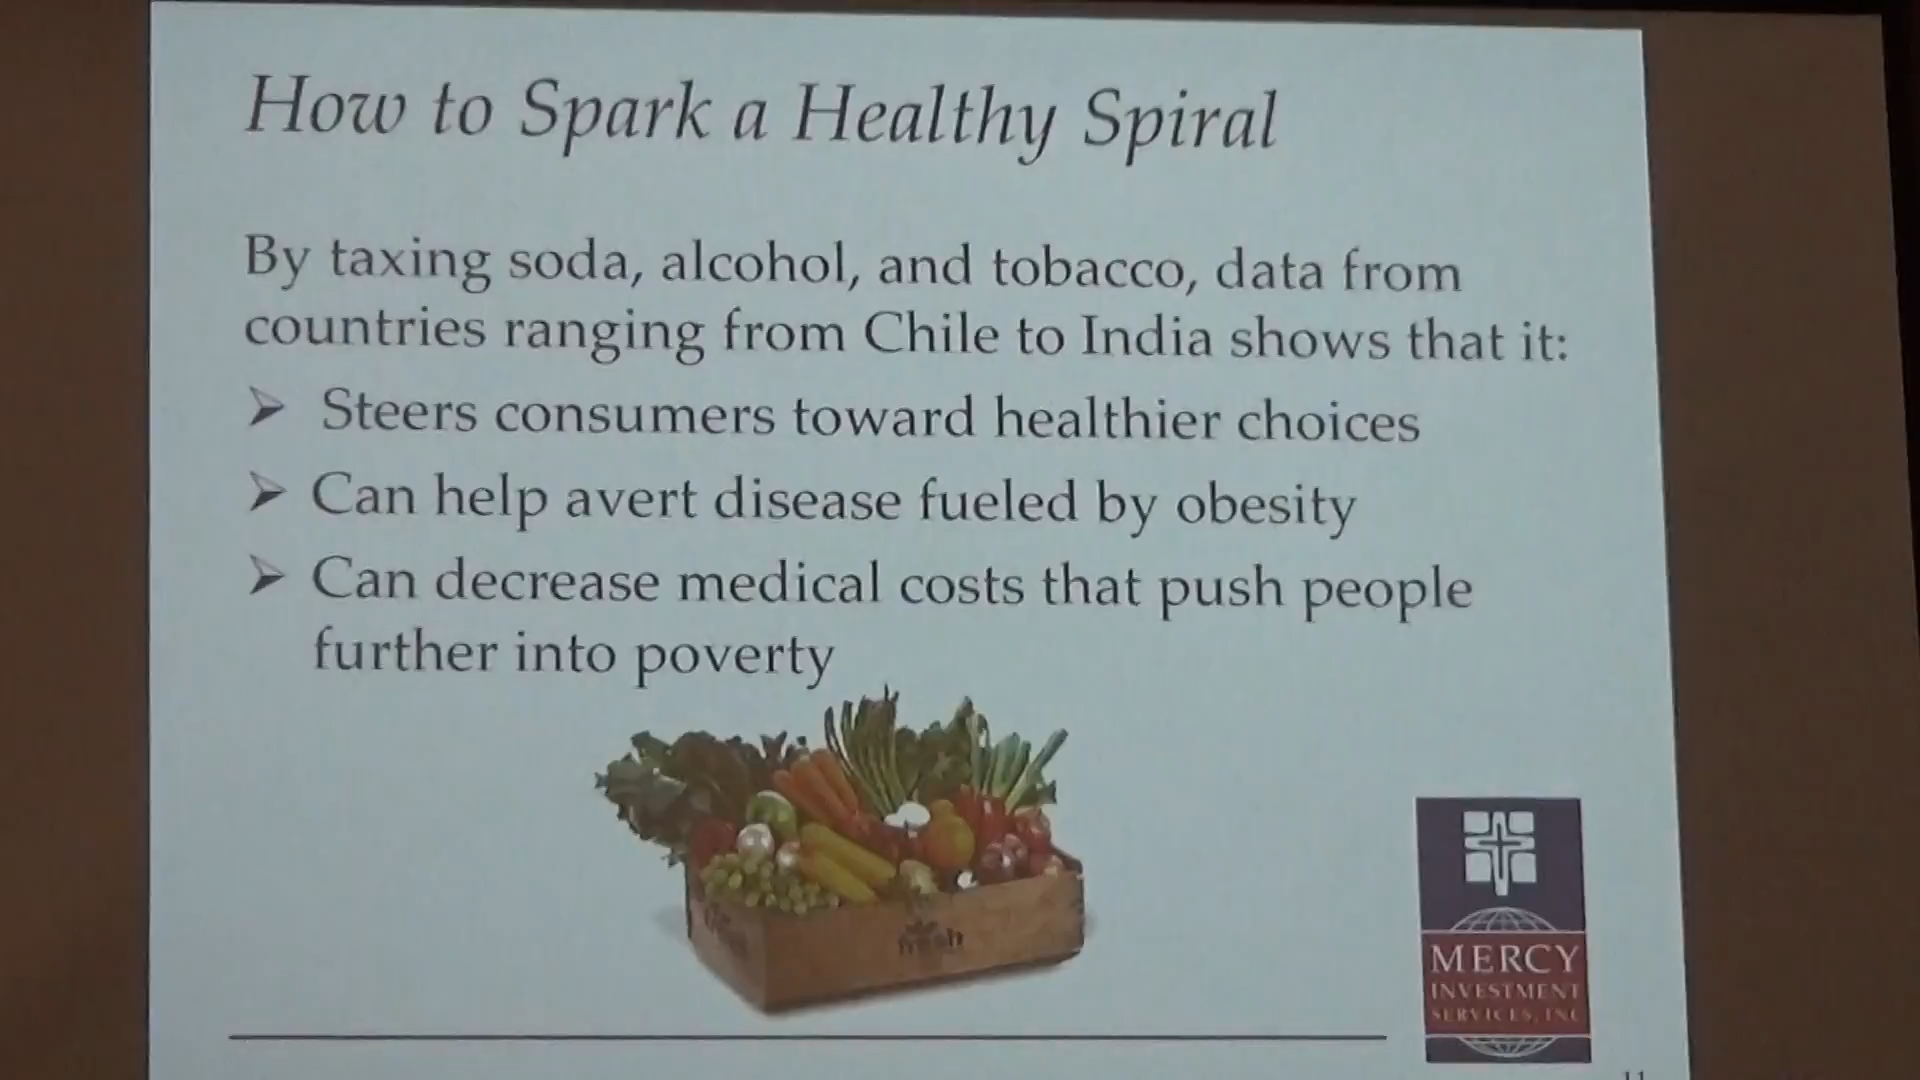 How to Spark a Healthy Spiral
By taxing soda, alcohol, and tobacco, data from
countries ranging from Chile to India shows that it:
➢ Steers consumers toward healthier choices
➢ Can help avert disease fueled by obesity
➢ Can decrease medical costs that push people
further into poverty
fresh
MERCY
INVESTMENT
SERVICES, INC
11